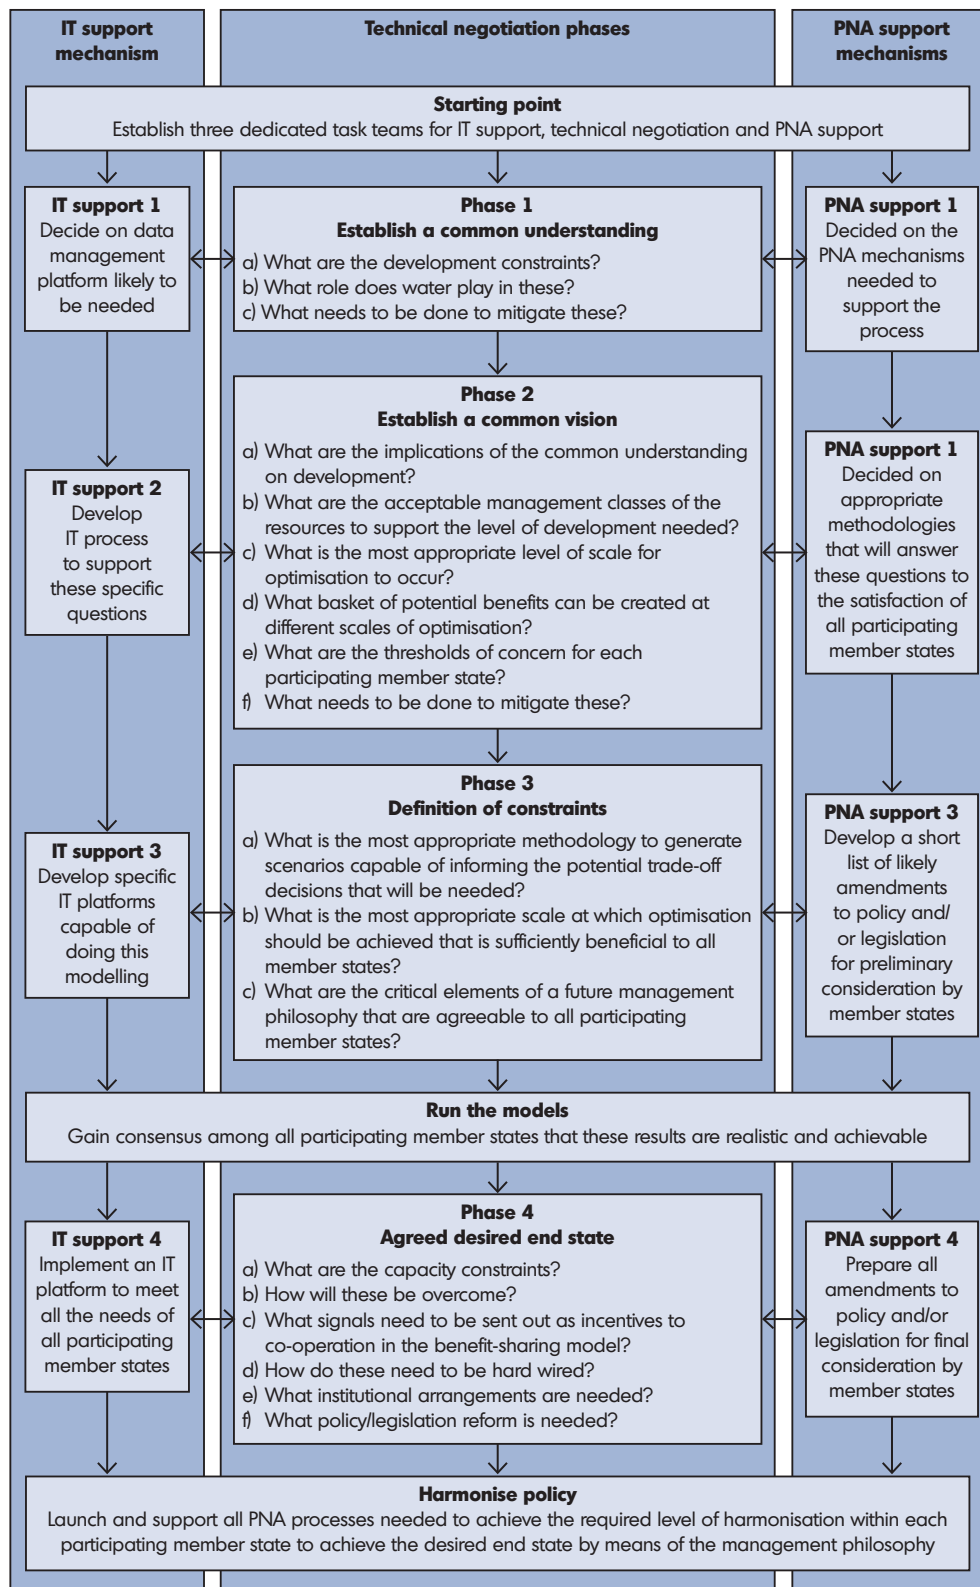 IT support
mechanism
Technical negotiation phases
PNA support
mechanisms
Starting point
Establish three dedicated task teams for IT support, technical negotiation and PNA support
IT support 1
Decide on data
management
platform likely to
be needed
Phase 1
Establish a common understanding
a) What are the development constraints?
b) What role does water play in these?
c) What needs to be done to mitigate these?
PNA support 1
Decided on the
PNA mechanisms
needed to
support the
process
IT support 2
Develop
IT process
to support
these specific
questions
Phase 2
Establish a common vision
a) What are the implications of the common understanding
on development?
b) What are the acceptable management classes of the
resources to support the level of development needed?
c) What is the most appropriate level of scale for
optimisation to occur?
d) What basket of potential benefits can be created at
different scales of optimisation?
e) What are the thresholds of concern for each
participating member state?
f) What needs to be done to mitigate these?
PNA support 1
Decided on
appropriate
methodologies
that will answer
these questions to
the satisfaction of
all participating
member states
IT support 3
Develop specific
IT platforms
capable of
doing this
modelling
Phase 3
Definition of constraints
a) What is the most appropriate methodology to generate
scenarios capable of informing the potential trade-off
decisions that will be needed?
b) What is the most appropriate scale at which optimisation
should be achieved that is sufficiently beneficial to all
member states?
c) What are the critical elements of a future management
philosophy that are agreeable to all participating
member states?
PNA support 3
Develop a short
list of likely
amendments
to policy and/
or legislation
for preliminary
consideration by
member states
Run the models
Gain consensus among all participating member states that these results are realistic and achievable
IT support 4
Implement an IT
platform to meet
all the needs of
all participating
member states
Phase 4
Agreed desired end state
a) What are the capacity constraints?
b) How will these be overcome?
c) What signals need to be sent out as incentives to
co-operation in the benefit-sharing model?
d) How do these need to be hard wired?
e) What institutional arrangements are needed?
f) What policy/legislation reform is needed?
PNA support 4
Prepare all
amendments to
policy and/or
legislation for final
consideration by
member states
Harmonise policy
Launch and support all PNA processes needed to achieve the required level of harmonisation within each
participating member state to achieve the desired end state by means of the management philosophy